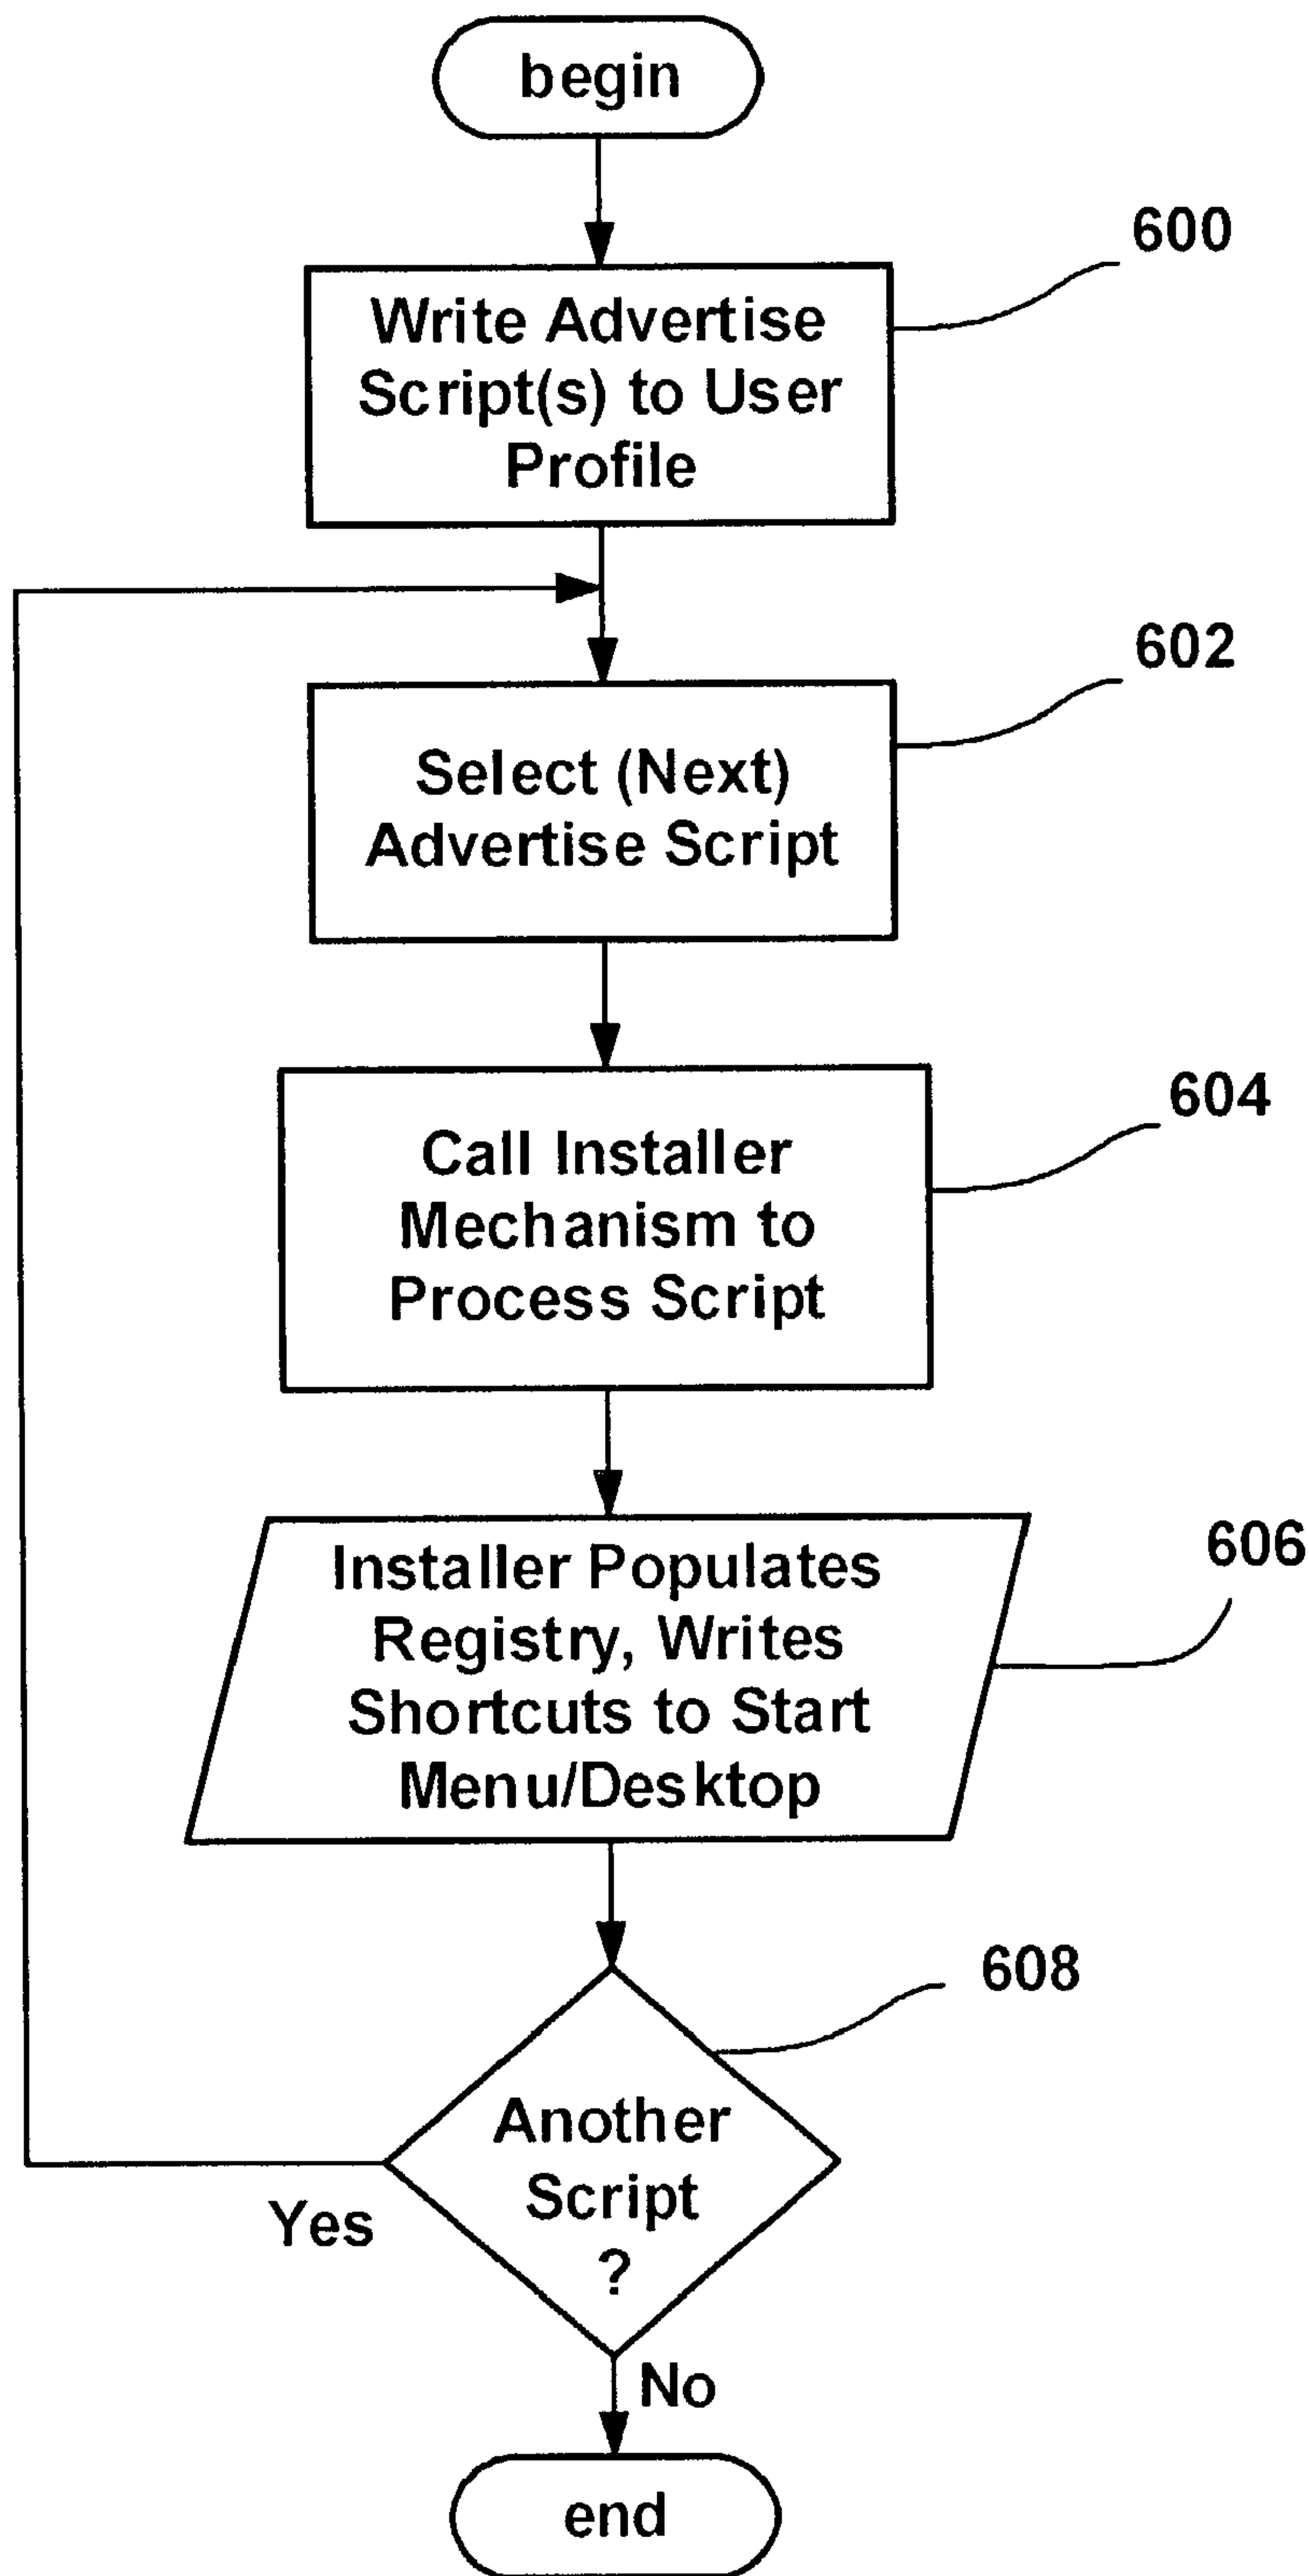 begin
600
Write Advertise
Script(s) to User
Profile
602
Select (Next)
Advertise Script
604
Call Installer
Mechanism to
Process Script
606
Installer Populates
Registry, Writes
Shortcuts to Start
Menu/Desktop
608
Another
Script
?
Yes
No
end